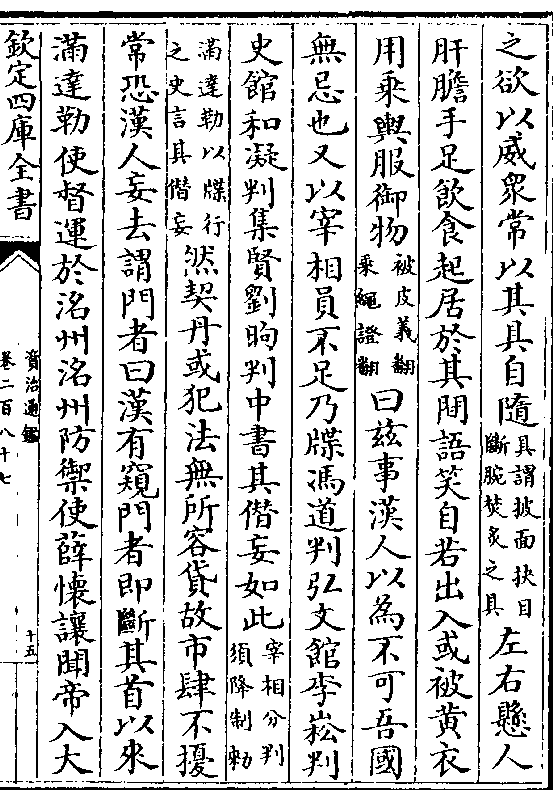 之欲以威衆常以其具自隨具謂披面抉目斷腕焚炙之具左右懸人
肝膽手足飲食起居於其間語笑自若出入或被黄衣
用乘輿服御物被皮義翻乘繩證翻曰兹事漢人以為不可吾國
無忌也又以宰相員不足乃牒馮道判弘文館李崧判
史館和凝判集賢劉昫判中書其僭妄如此宰相分判須降制勅
滿達勒以牒行之史言其僭妄然契丹或犯法無所容貸故市肆不擾
常恐漢人妄去謂門者曰漢有窺門者即斷其首以來
滿達勒使督運於洺州洺州防禦使薛懷讓聞帝入大
欽定四庫全書
資治通鑑
卷二百八十七
十五